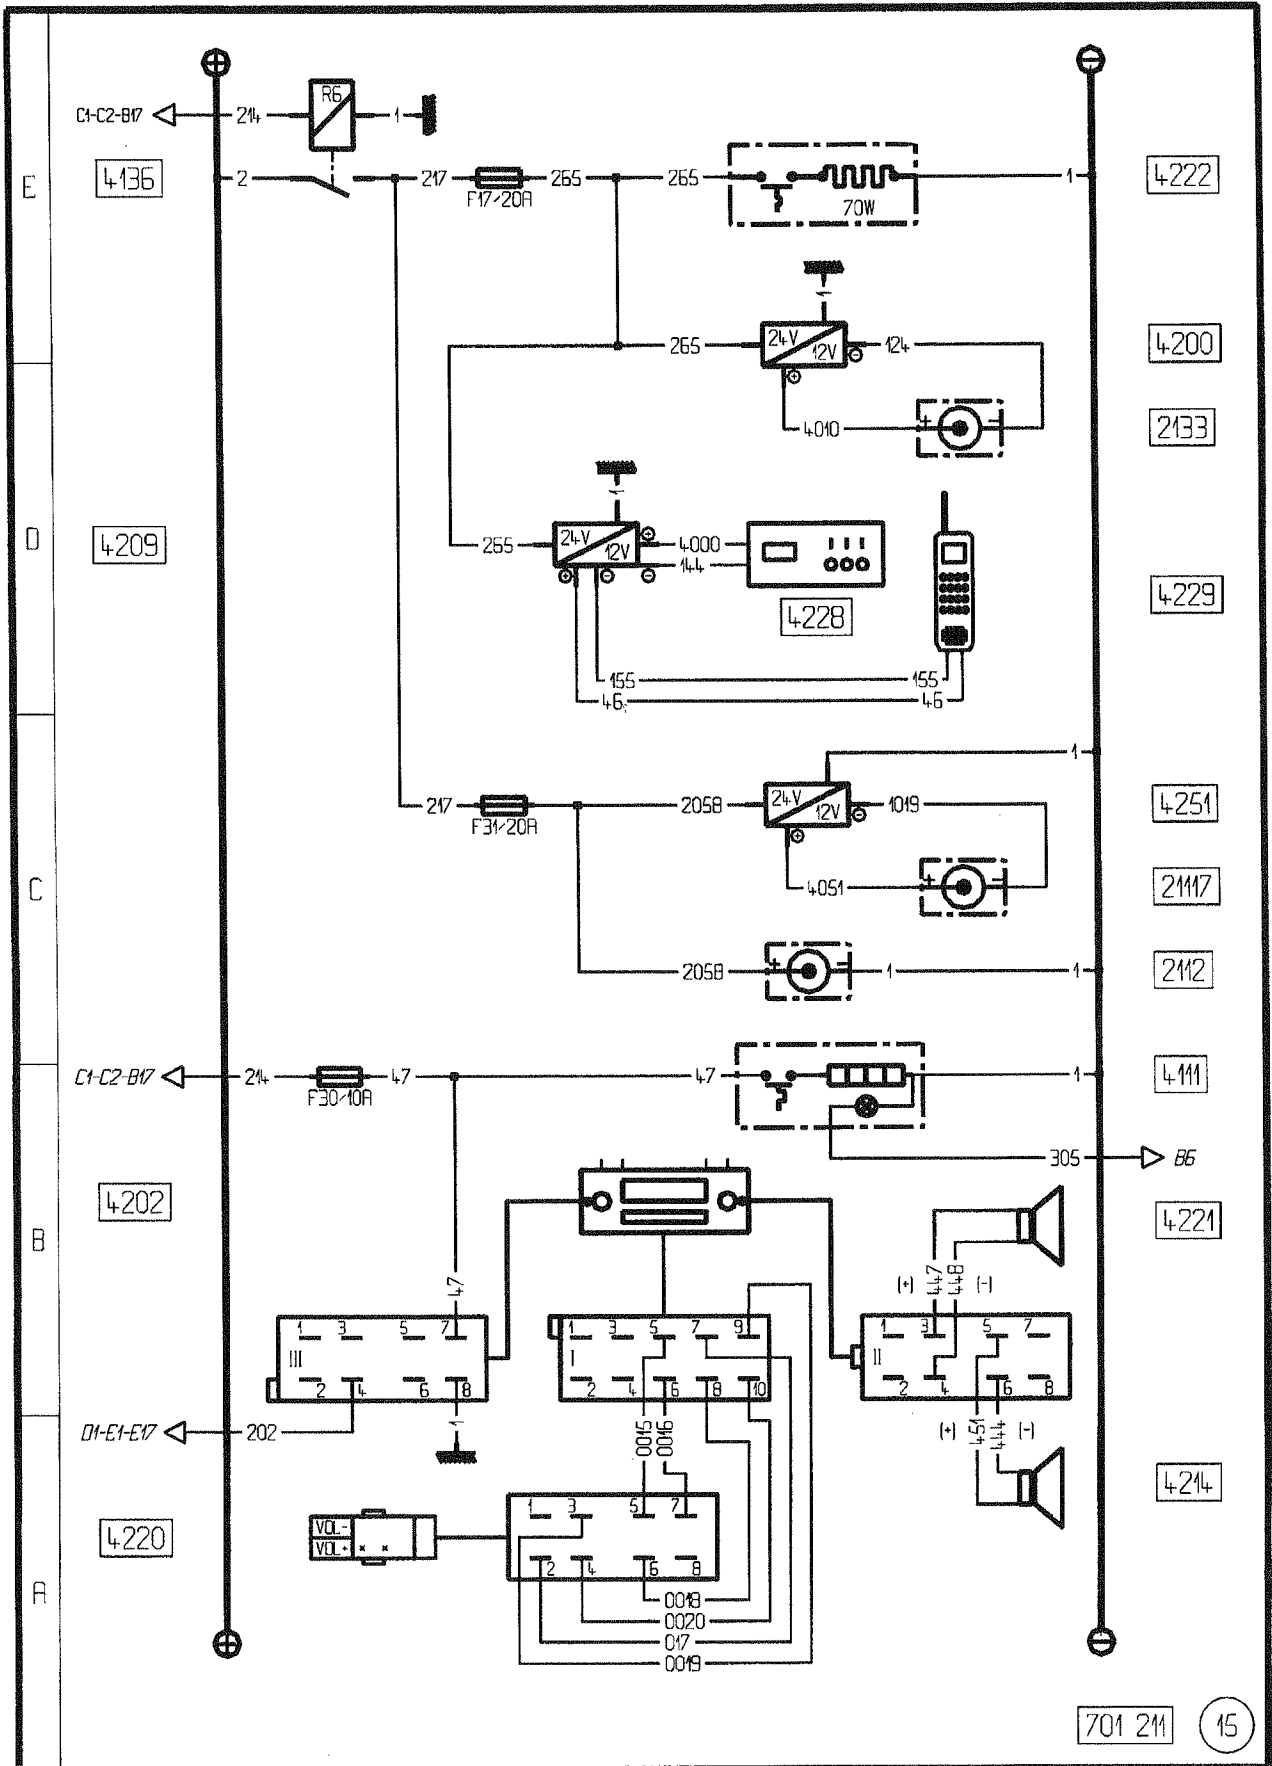 R6
C1-C2-B17 214 1
E 4136 2 217 265 265 1 4222
F17/20A 70W
1
265 24V 12V 124 4200
4010 + - 2133
1
D 4209 265 24V 12V 4000
144
4228 4229
155 155
46 46
1
217 2058 24V 12V 1019 4251
F31/20A
C 4051 + - 21117
2058 + - 1 1 2112
C1-C2-B17 214 47 47 1 4111
F30/10A
305 B6
4202 4221
B
47 (+) 447 448 (-)
1 3 5 7 1 3 5 7 9 1 3 5 7
III I II
2 4 6 8 2 4 6 8 10 2 4 6 8
D1-E1-E17 202 1 0015 0016 (+) 451 444 (-)
4214
1 3 5 7
4220 VOL-
VOL+ x x
2 4 6 8
A
0018
0020
017
0019
701 211 15